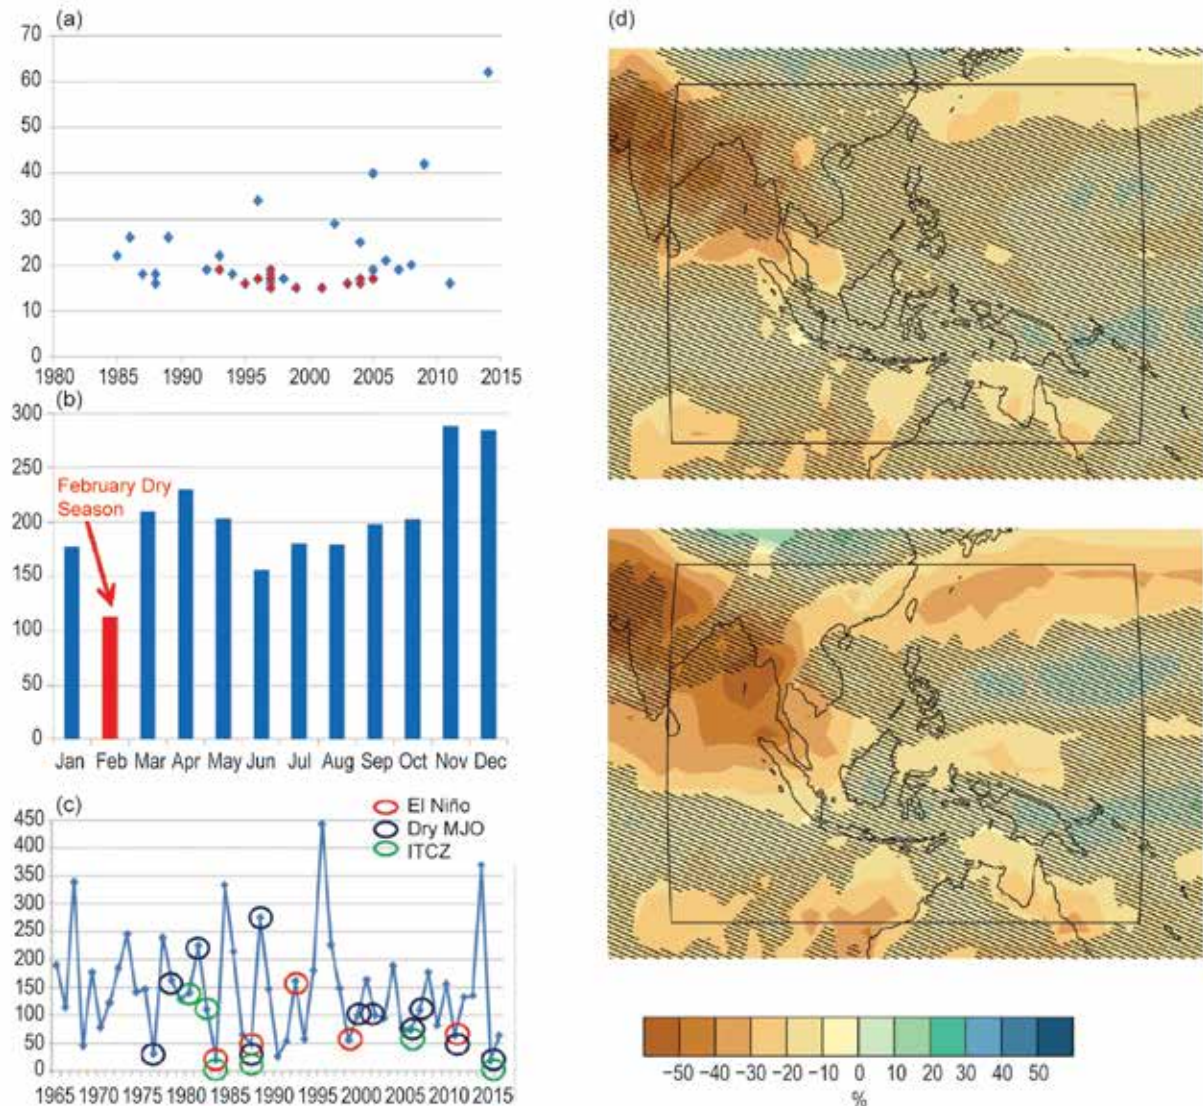 (a)
70
60
50
40
30
20
10
0
1980 1985 1990 1995 2000 2005 2010 2015
(b)
300
250
200
150
100
50
0
February Dry
Season
Jan Feb Mar Apr May Jun Jul Aug Sep Oct Nov Dec
(c)
El Niño
Dry MJO
ITCZ
450
400
350
300
250
200
150
100
50
0
1965 1970 1975 1980 1985 1990 1995 2000 2005 2010 2015
(d)
−50 −40 −30 −20 −10 0 10 20 30 40 50
%